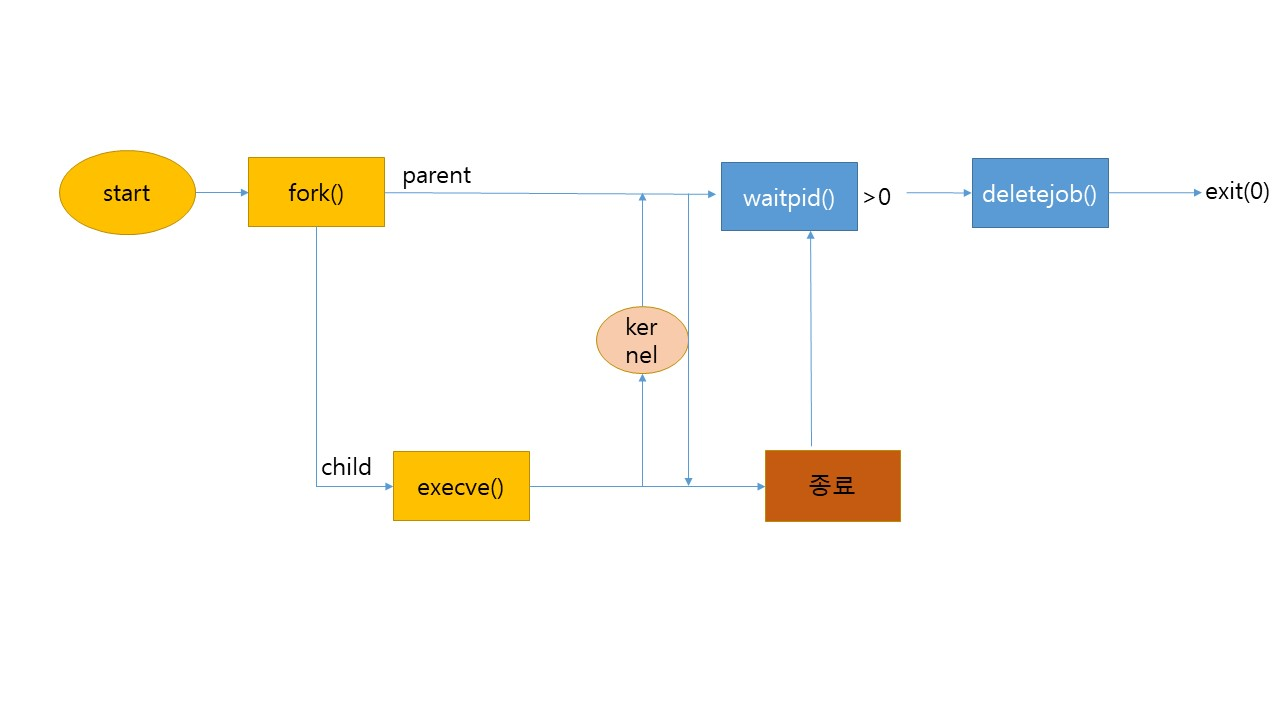 start
fork()
parent
waitpid()
>0
deletejob()
exit(0)
ker
nel
child
execve()
종료